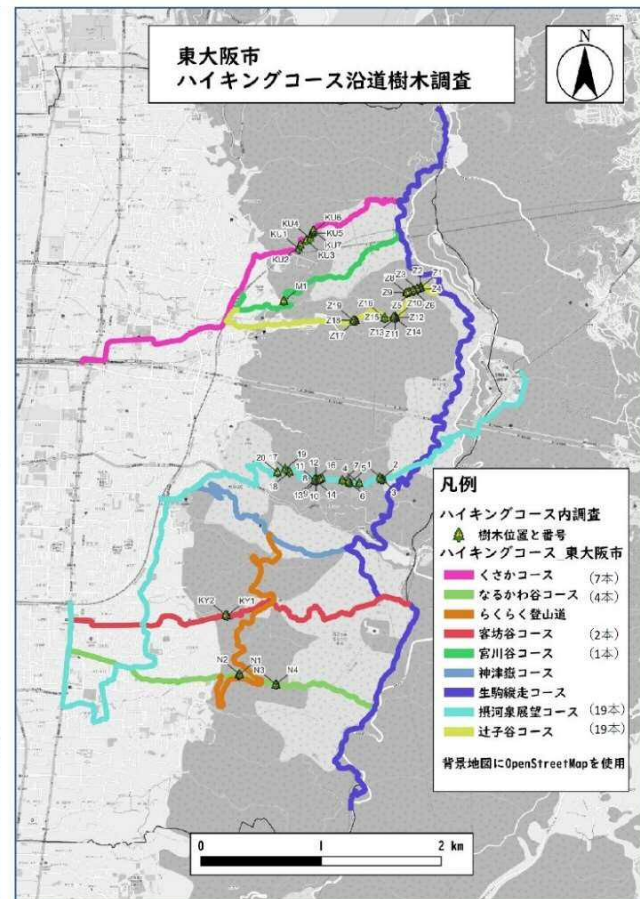 東大阪市
ハイキングコース沿道樹木調査
N
KU6
KU4
KU1
KU5
KU7
KU2
KU3
M1
Z3
Z1
Z8
Z4
Z9
Z19
Z16
Z5
Z10
Z6
Z18
Z15
Z12
Z17
Z13
Z11
Z14
20
17
19
12
16
7
1
2
11
8
4
5
18
13
9
10
14
6
3
凡例
ハイキングコース内調査
樹木位置と番号
ハイキングコース_東大阪市
くさかコース (7本)
なるかわ谷コース (4本)
らくらく登山道
客坊谷コース (2本)
宮川谷コース (1本)
神津嶽コース
生駒縦走コース
摂河泉展望コース (19本)
辻子谷コース (19本)
背景地図にOpenStreetMapを使用
KY2
KY1
N2
N1
N3
N4
0 1 2 km